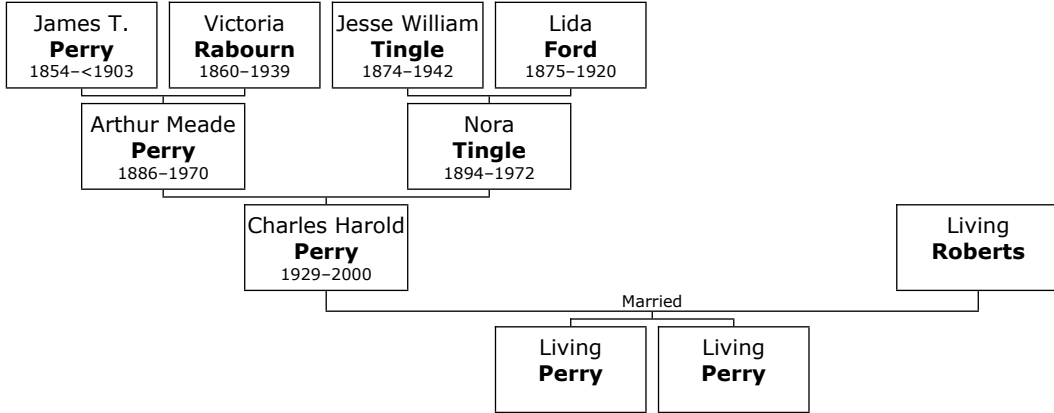 James T.
Perry
1854–<1903
Victoria
Rabourn
1860–1939
Jesse William
Tingle
1874–1942
Lida
Ford
1875–1920
Arthur Meade
Perry
1886–1970
Nora
Tingle
1894–1972
Charles Harold
Perry
1929–2000
Living
Roberts
Married
Living
Perry
Living
Perry